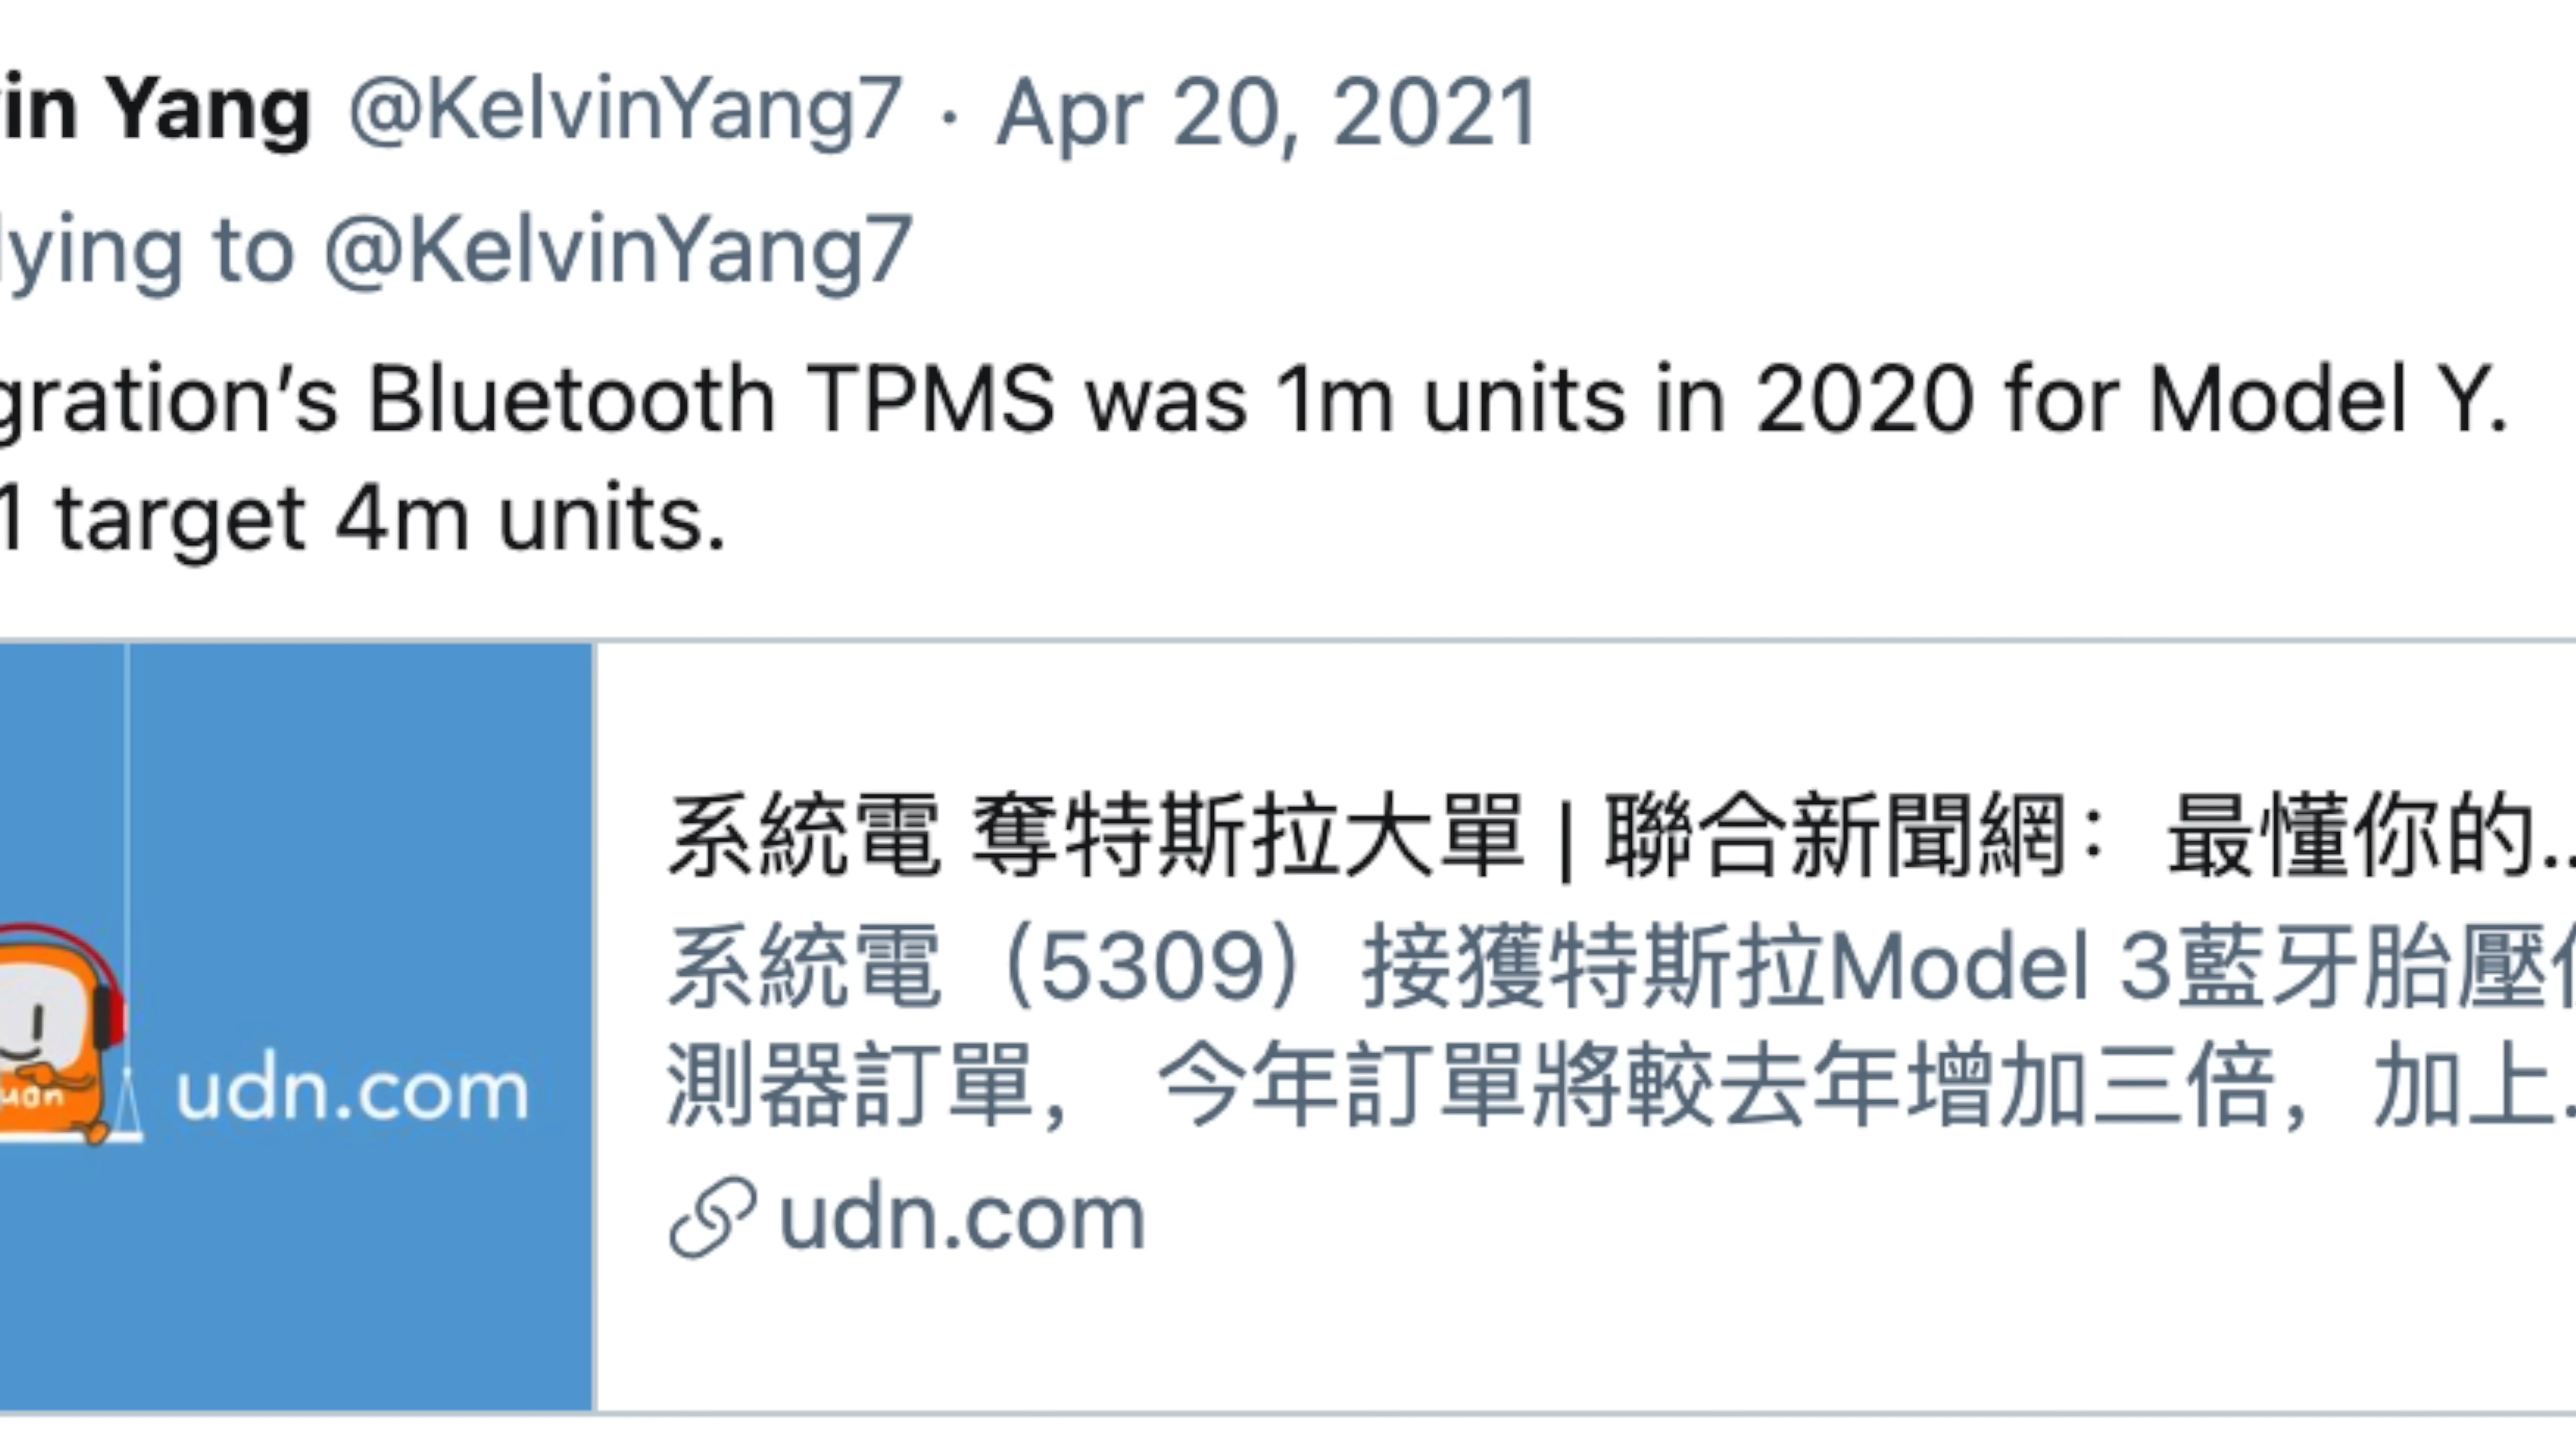 in Yang @KelvinYang7 · Apr 20, 2021
lying to @KelvinYang7
gration’s Bluetooth TPMS was 1m units in 2020 for Model Y.
1 target 4m units.
udn
udn.com
系統電 奪特斯拉大單 | 聯合新聞網：最懂你的...
系統電（5309）接獲特斯拉Model 3藍牙胎壓
測器訂單， 今年訂單將較去年增加三倍，加上...
udn.com